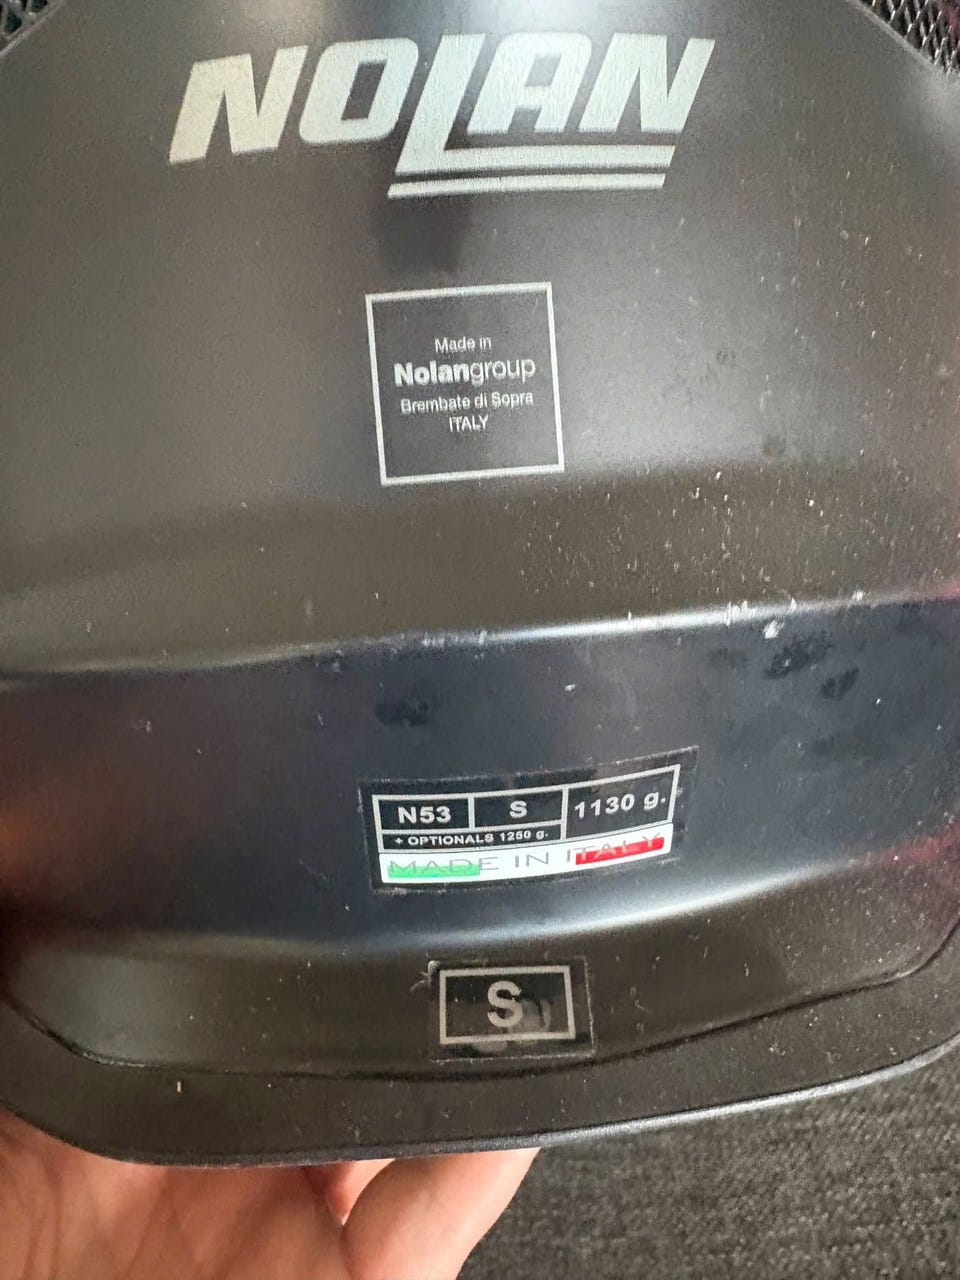 NOLAN
Made in
Nolangroup
Brembate di Sopra
ITALY
N53 S 1130 g.
+ OPTIONALS 1250 g.
MADE IN ITALY
S